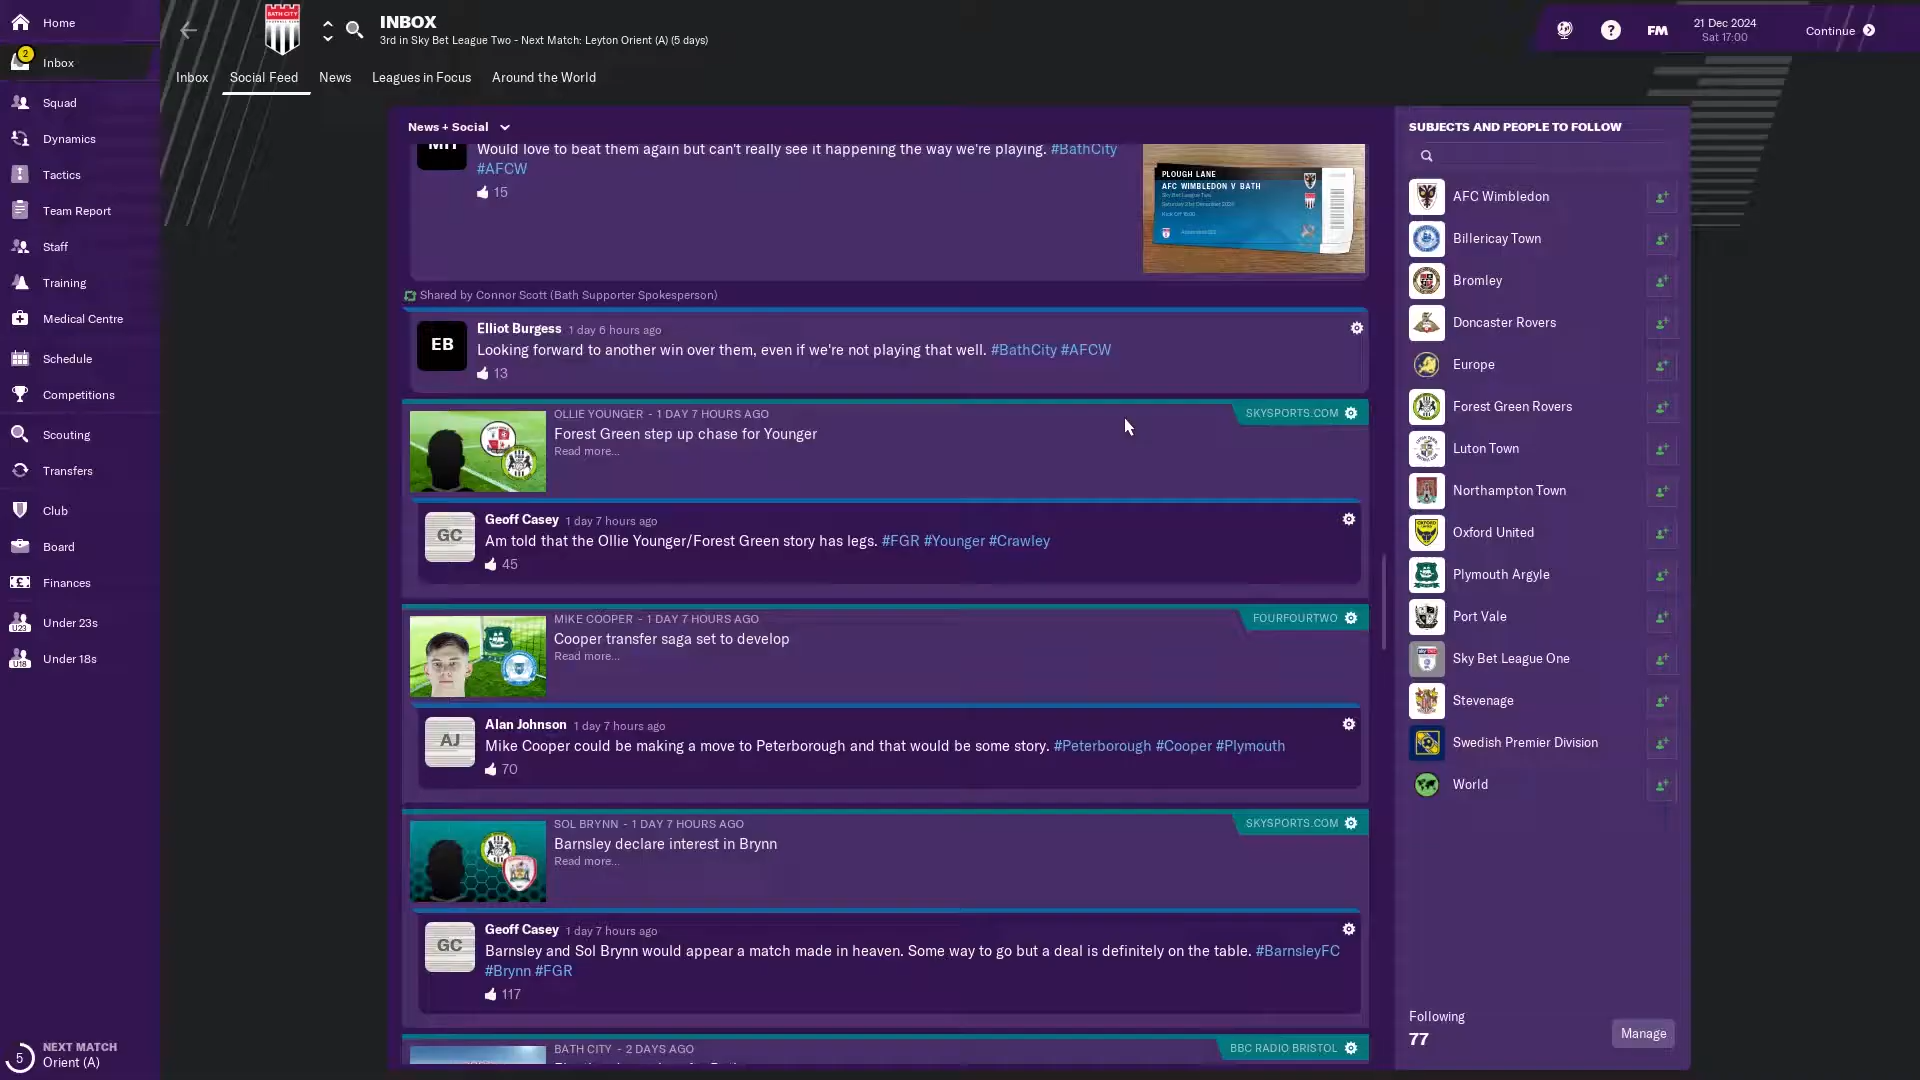 Home
2
Inbox
Squad
Dynamics
Tactics
Team Report
Staff
Training
Medical Centre
Schedule
Competitions
Scouting
Transfers
Club
Board
Finances
U23
Under 23s
U18
Under 18s
5
NEXT MATCH
Orient (A)
BATH CITY
INBOX
3rd in Sky Bet League Two - Next Match: Leyton Orient (A) (5 days)
?
FM
21 Dec 2024
Sat 17:00
Continue
Inbox
Social Feed
News
Leagues in Focus
Around the World
News + Social
Would love to beat them again but can't really see it happening the way we're playing. #BathCity
#AFCW
15
PLOUGH LANE
AFC WIMBLEDON V BATH
Shared by Connor Scott (Bath Supporter Spokesperson)
EB
Elliot Burgess 1 day 6 hours ago
Looking forward to another win over them, even if we're not playing that well. #BathCity #AFCW
13
OLLIE YOUNGER - 1 DAY 7 HOURS AGO
SKYSPORTS.COM
Forest Green step up chase for Younger
Read more...
GC
Geoff Casey 1 day 7 hours ago
Am told that the Ollie Younger/Forest Green story has legs. #FGR #Younger #Crawley
45
MIKE COOPER - 1 DAY 7 HOURS AGO
FOURFOURTWO
Cooper transfer saga set to develop
Read more...
AJ
Alan Johnson 1 day 7 hours ago
Mike Cooper could be making a move to Peterborough and that would be some story. #Peterborough #Cooper #Plymouth
70
SOL BRYNN - 1 DAY 7 HOURS AGO
SKYSPORTS.COM
Barnsley declare interest in Brynn
Read more...
GC
Geoff Casey 1 day 7 hours ago
Barnsley and Sol Brynn would appear a match made in heaven. Some way to go but a deal is definitely on the table. #BarnsleyFC
#Brynn #FGR
117
BATH CITY - 2 DAYS AGO
BBC RADIO BRISTOL
SUBJECTS AND PEOPLE TO FOLLOW
AFC Wimbledon
Billericay Town
Bromley
Doncaster Rovers
Europe
Forest Green Rovers
Luton Town
Northampton Town
Oxford United
Plymouth Argyle
Port Vale
Sky Bet League One
Stevenage
Swedish Premier Division
World
Following
77
Manage